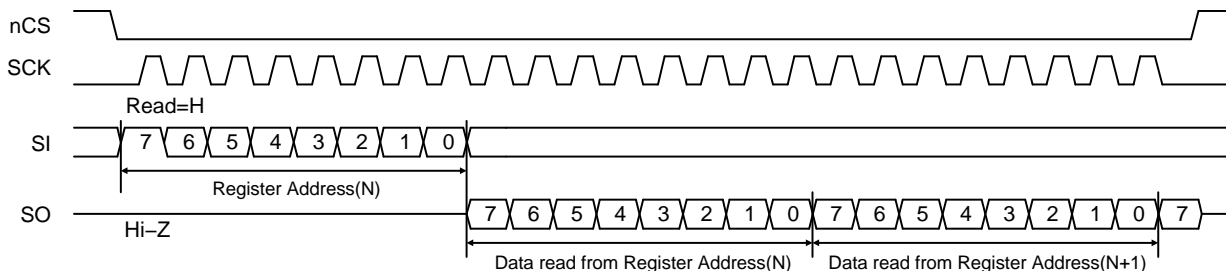 nCS
SCK
Read=H
SI 7 6 5 4 3 2 1 0
Register Address(N)
SO 7 6 5 4 3 2 1 0 7 6 5 4 3 2 1 0 7
Hi–Z
Data read from Register Address(N) Data read from Register Address(N+1)